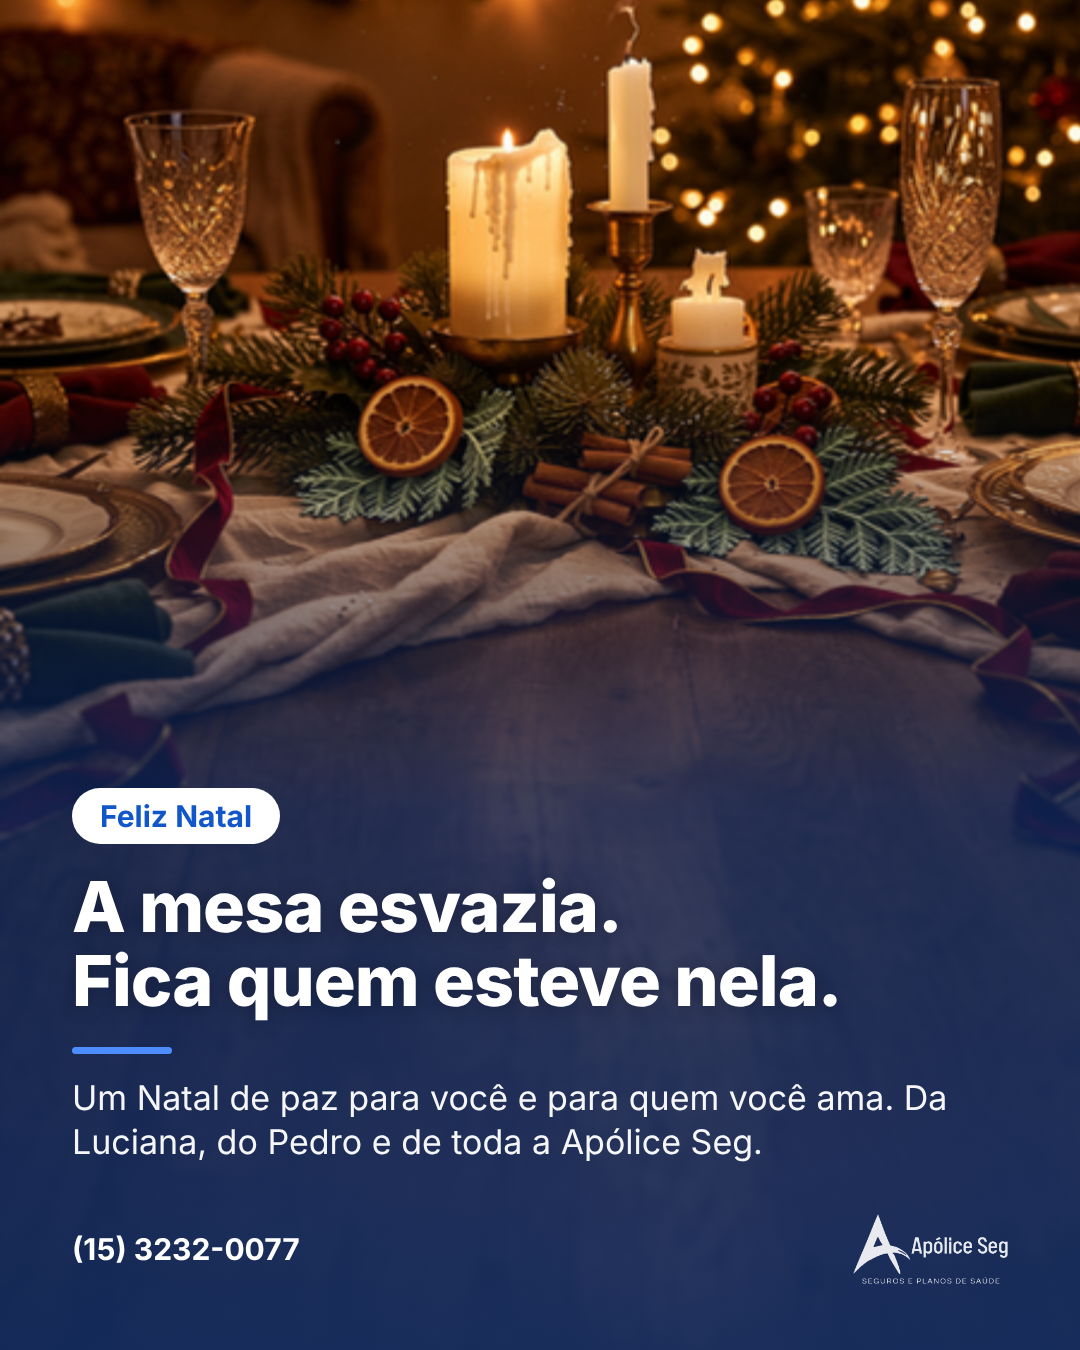 Feliz Natal
A mesa esvazia.
Fica quem esteve nela.
Um Natal de paz para você e para quem você ama. Da
Luciana, do Pedro e de toda a Apólice Seg.
(15) 3232-0077
Apólice Seg
SEGUROS E PLANOS DE SAÚDE